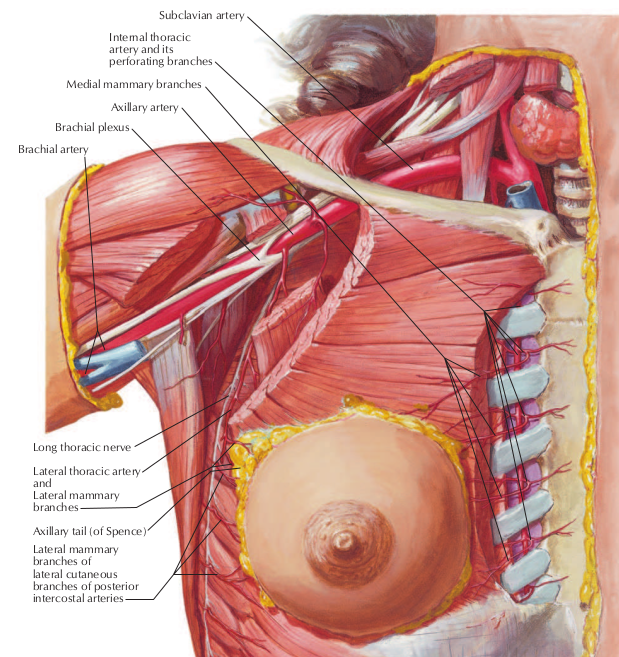 Subclavian artery
Internal thoracic
artery and its
perforating branches
Medial mammary branches
Axillary artery
Brachial plexus
Brachial artery
Long thoracic nerve
Lateral thoracic artery
and
Lateral mammary
branches
Axillary tail (of Spence)
Lateral mammary
branches of
lateral cutaneous
branches of posterior
intercostal arteries